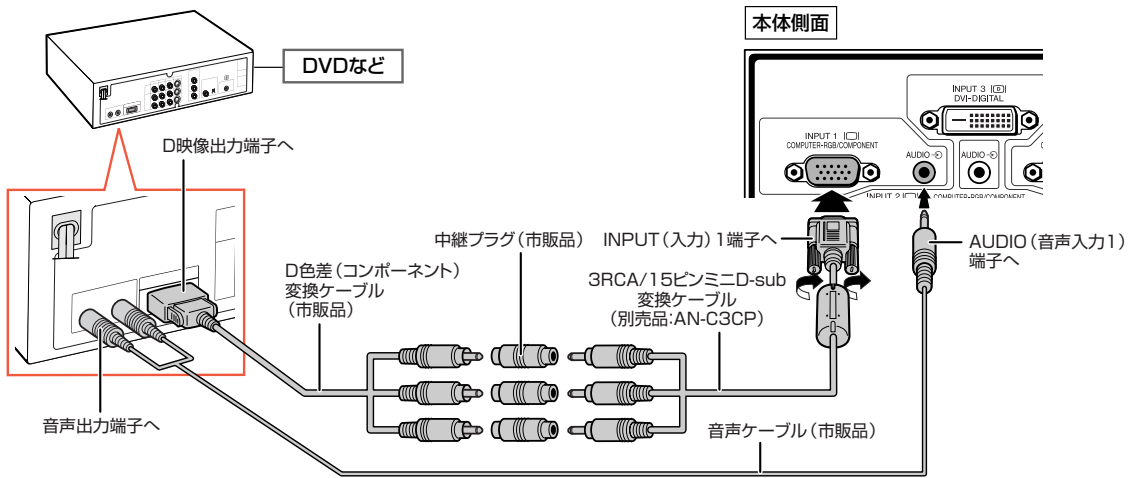 本体側面
DVDなど
INPUT 3
DVI-DIGITAL
D映像出力端子へ
INPUT 1
COMPUTER-RGB/COMPONENT
AUDIO
AUDIO
INPUT 2
COMPUTER-RGB/COMPONENT
中継プラグ(市販品)
INPUT(入力)1端子へ
AUDIO(音声入力1)
端子へ
D色差(コンポーネント)
変換ケーブル
(市販品)
3RCA/15ピンミニD-sub
変換ケーブル
(別売品:AN-C3CP)
音声出力端子へ
音声ケーブル(市販品)